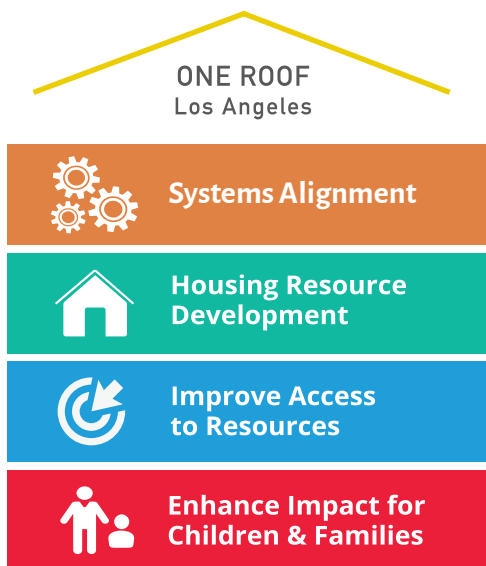 ONE ROOF
Los Angeles
Systems Alignment
Housing Resource
Development
Improve Access
to Resources
Enhance Impact for
Children & Families